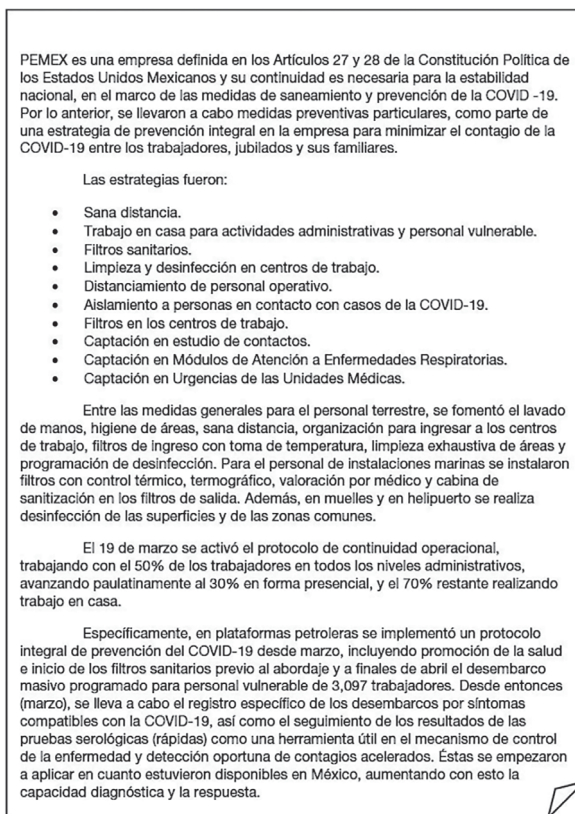 PEMEX es una empresa definida en los Artículos 27 y 28 de la Constitución Política de
los Estados Unidos Mexicanos y su continuidad es necesaria para la estabilidad
nacional, en el marco de las medidas de saneamiento y prevención de la COVID -19.
Por lo anterior, se llevaron a cabo medidas preventivas particulares, como parte de
una estrategia de prevención integral en la empresa para minimizar el contagio de la
COVID-19 entre los trabajadores, jubilados y sus familiares.
Las estrategias fueron:
• Sana distancia.
• Trabajo en casa para actividades administrativas y personal vulnerable.
• Filtros sanitarios.
• Limpieza y desinfección en centros de trabajo.
• Distanciamiento de personal operativo.
• Aislamiento a personas en contacto con casos de la COVID-19.
• Filtros en los centros de trabajo.
• Captación en estudio de contactos.
• Captación en Módulos de Atención a Enfermedades Respiratorias.
• Captación en Urgencias de las Unidades Médicas.
Entre las medidas generales para el personal terrestre, se fomentó el lavado
de manos, higiene de áreas, sana distancia, organización para ingresar a los centros
de trabajo, filtros de ingreso con toma de temperatura, limpieza exhaustiva de áreas y
programación de desinfección. Para el personal de instalaciones marinas se instalaron
filtros con control térmico, termográfico, valoración por médico y cabina de
sanitización en los filtros de salida. Además, en muelles y en helipuerto se realiza
desinfección de las superficies y de las zonas comunes.
El 19 de marzo se activó el protocolo de continuidad operacional,
trabajando con el 50% de los trabajadores en todos los niveles administrativos,
avanzando paulatinamente al 30% en forma presencial, y el 70% restante realizando
trabajo en casa.
Específicamente, en plataformas petroleras se implementó un protocolo
integral de prevención del COVID-19 desde marzo, incluyendo promoción de la salud
e inicio de los filtros sanitarios previo al abordaje y a finales de abril el desembarco
masivo programado para personal vulnerable de 3,097 trabajadores. Desde entonces
(marzo), se lleva a cabo el registro específico de los desembarcos por síntomas
compatibles con la COVID-19, así como el seguimiento de los resultados de las
pruebas serológicas (rápidas) como una herramienta útil en el mecanismo de control
de la enfermedad y detección oportuna de contagios acelerados. Éstas se empezaron
a aplicar en cuanto estuvieron disponibles en México, aumentando con esto la
capacidad diagnóstica y la respuesta.